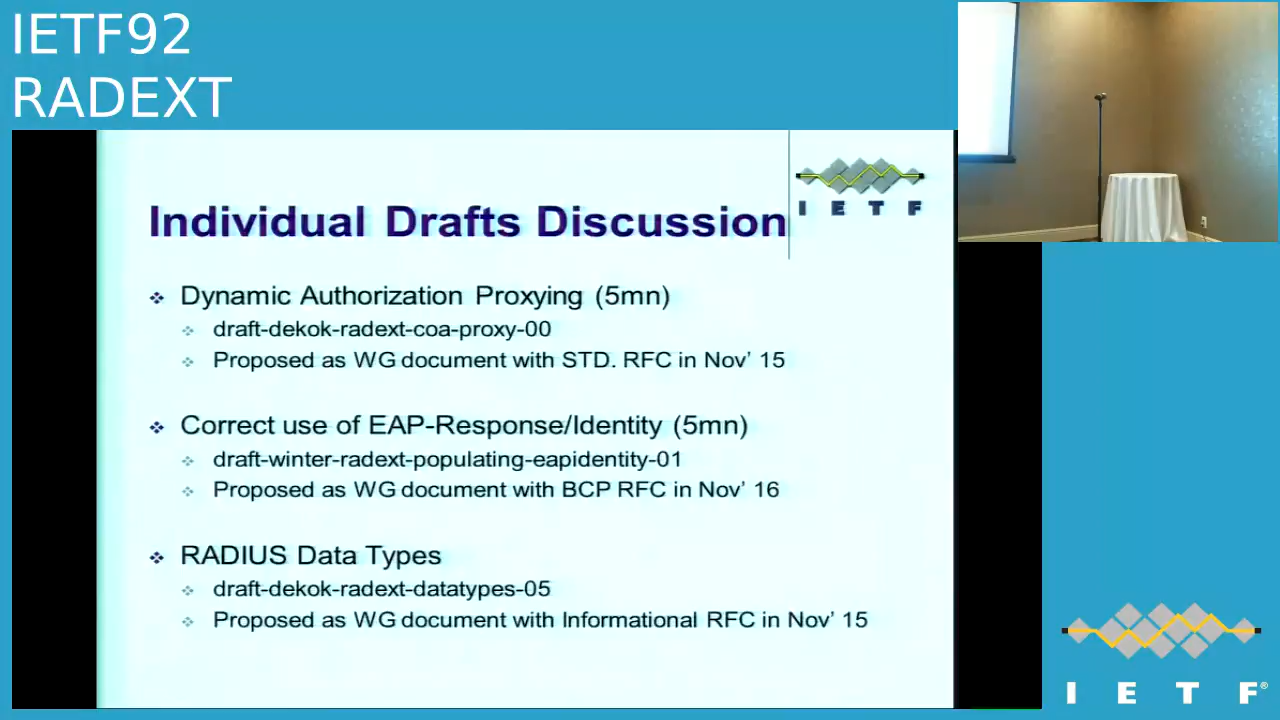 IETF92
RADEXT
I E T F
Individual Drafts Discussion
Dynamic Authorization Proxying (5mn)
draft-dekok-radext-coa-proxy-00
Proposed as WG document with STD. RFC in Nov’ 15
Correct use of EAP-Response/Identity (5mn)
draft-winter-radext-populating-eapidentity-01
Proposed as WG document with BCP RFC in Nov’ 16
RADIUS Data Types
draft-dekok-radext-datatypes-05
Proposed as WG document with Informational RFC in Nov’ 15
I E T F®